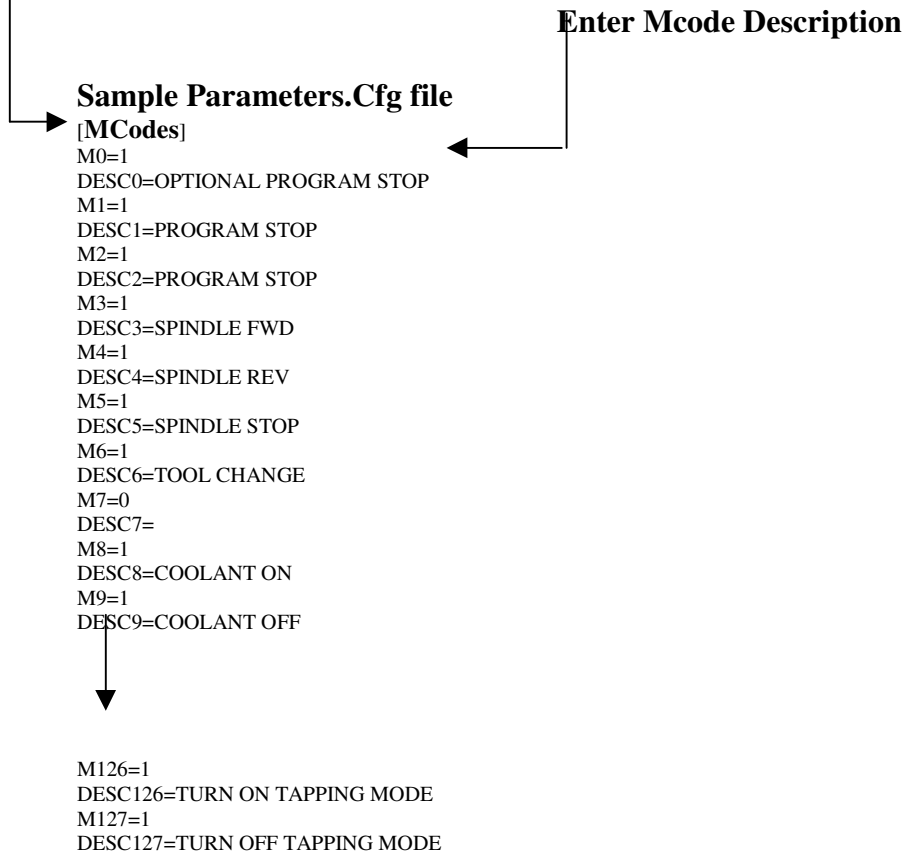 Enter Mcode Description
Sample Parameters.Cfg file
[MCodes]
M0=1
DESC0=OPTIONAL PROGRAM STOP
M1=1
DESC1=PROGRAM STOP
M2=1
DESC2=PROGRAM STOP
M3=1
DESC3=SPINDLE FWD
M4=1
DESC4=SPINDLE REV
M5=1
DESC5=SPINDLE STOP
M6=1
DESC6=TOOL CHANGE
M7=0
DESC7=
M8=1
DESC8=COOLANT ON
M9=1
DESC9=COOLANT OFF
M126=1
DESC126=TURN ON TAPPING MODE
M127=1
DESC127=TURN OFF TAPPING MODE